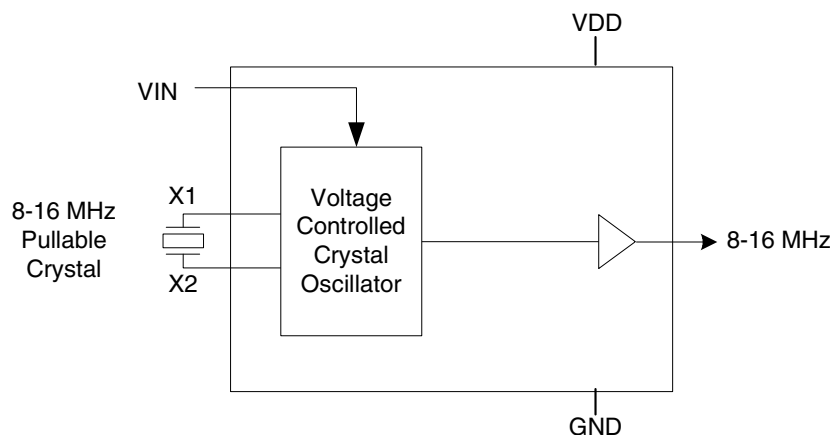 VDD
VIN
X1
8-16 MHz
Pullable
Crystal
X2
Voltage
Controlled
Crystal
Oscillator
8-16 MHz
GND